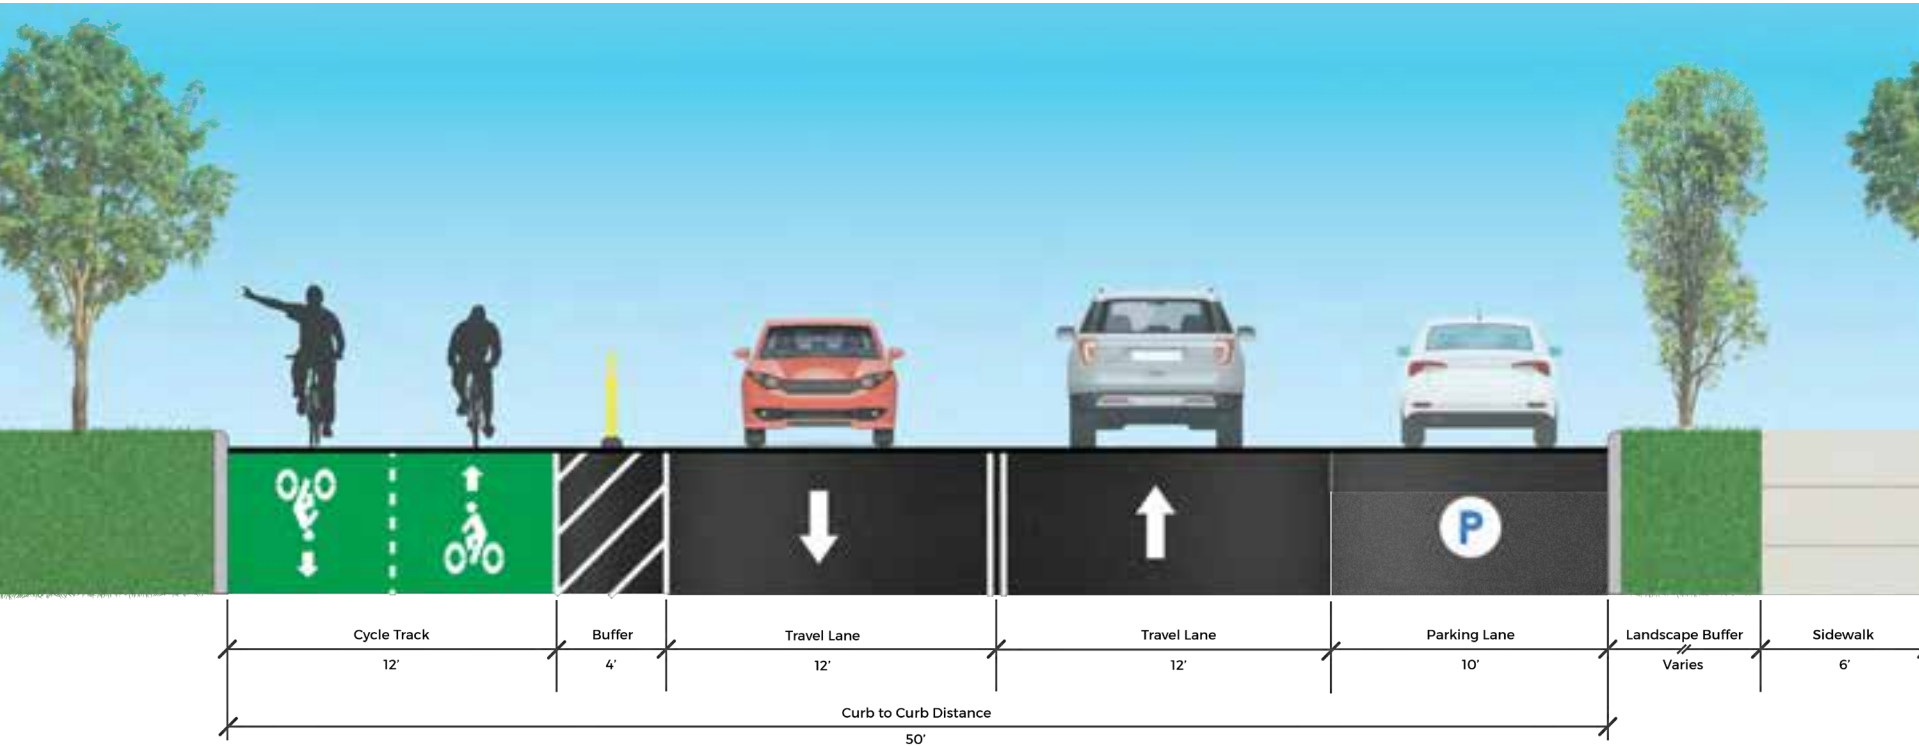 P
Cycle Track
12'
Buffer
4'
Travel Lane
12'
Travel Lane
12'
Parking Lane
10'
Landscape Buffer
Varies
Sidewalk
6'
Curb to Curb Distance
50'